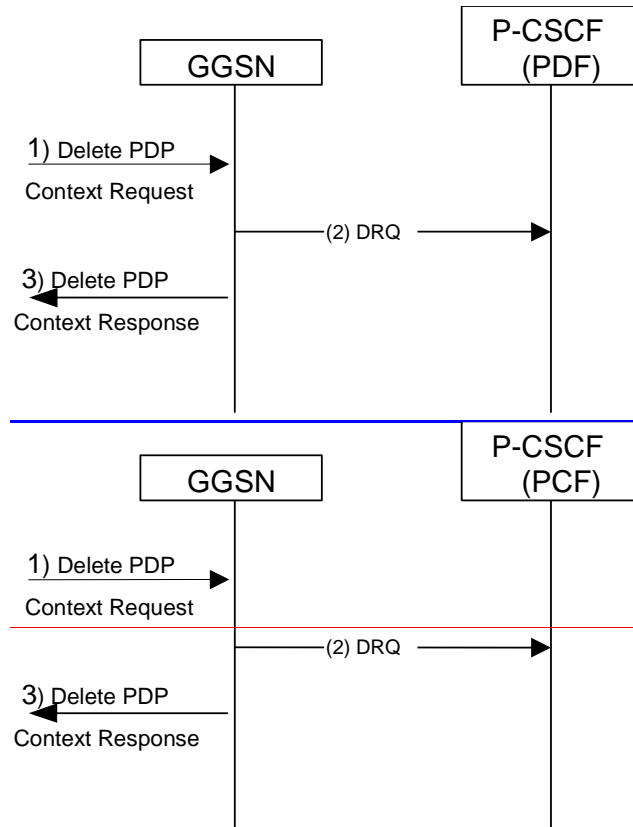 GGSN
P-CSCF
(PDF)
1) Delete PDP
Context Request
(2) DRQ
3) Delete PDP
Context Response
GGSN
P-CSCF
(PCF)
1) Delete PDP
Context Request
(2) DRQ
3) Delete PDP
Context Response